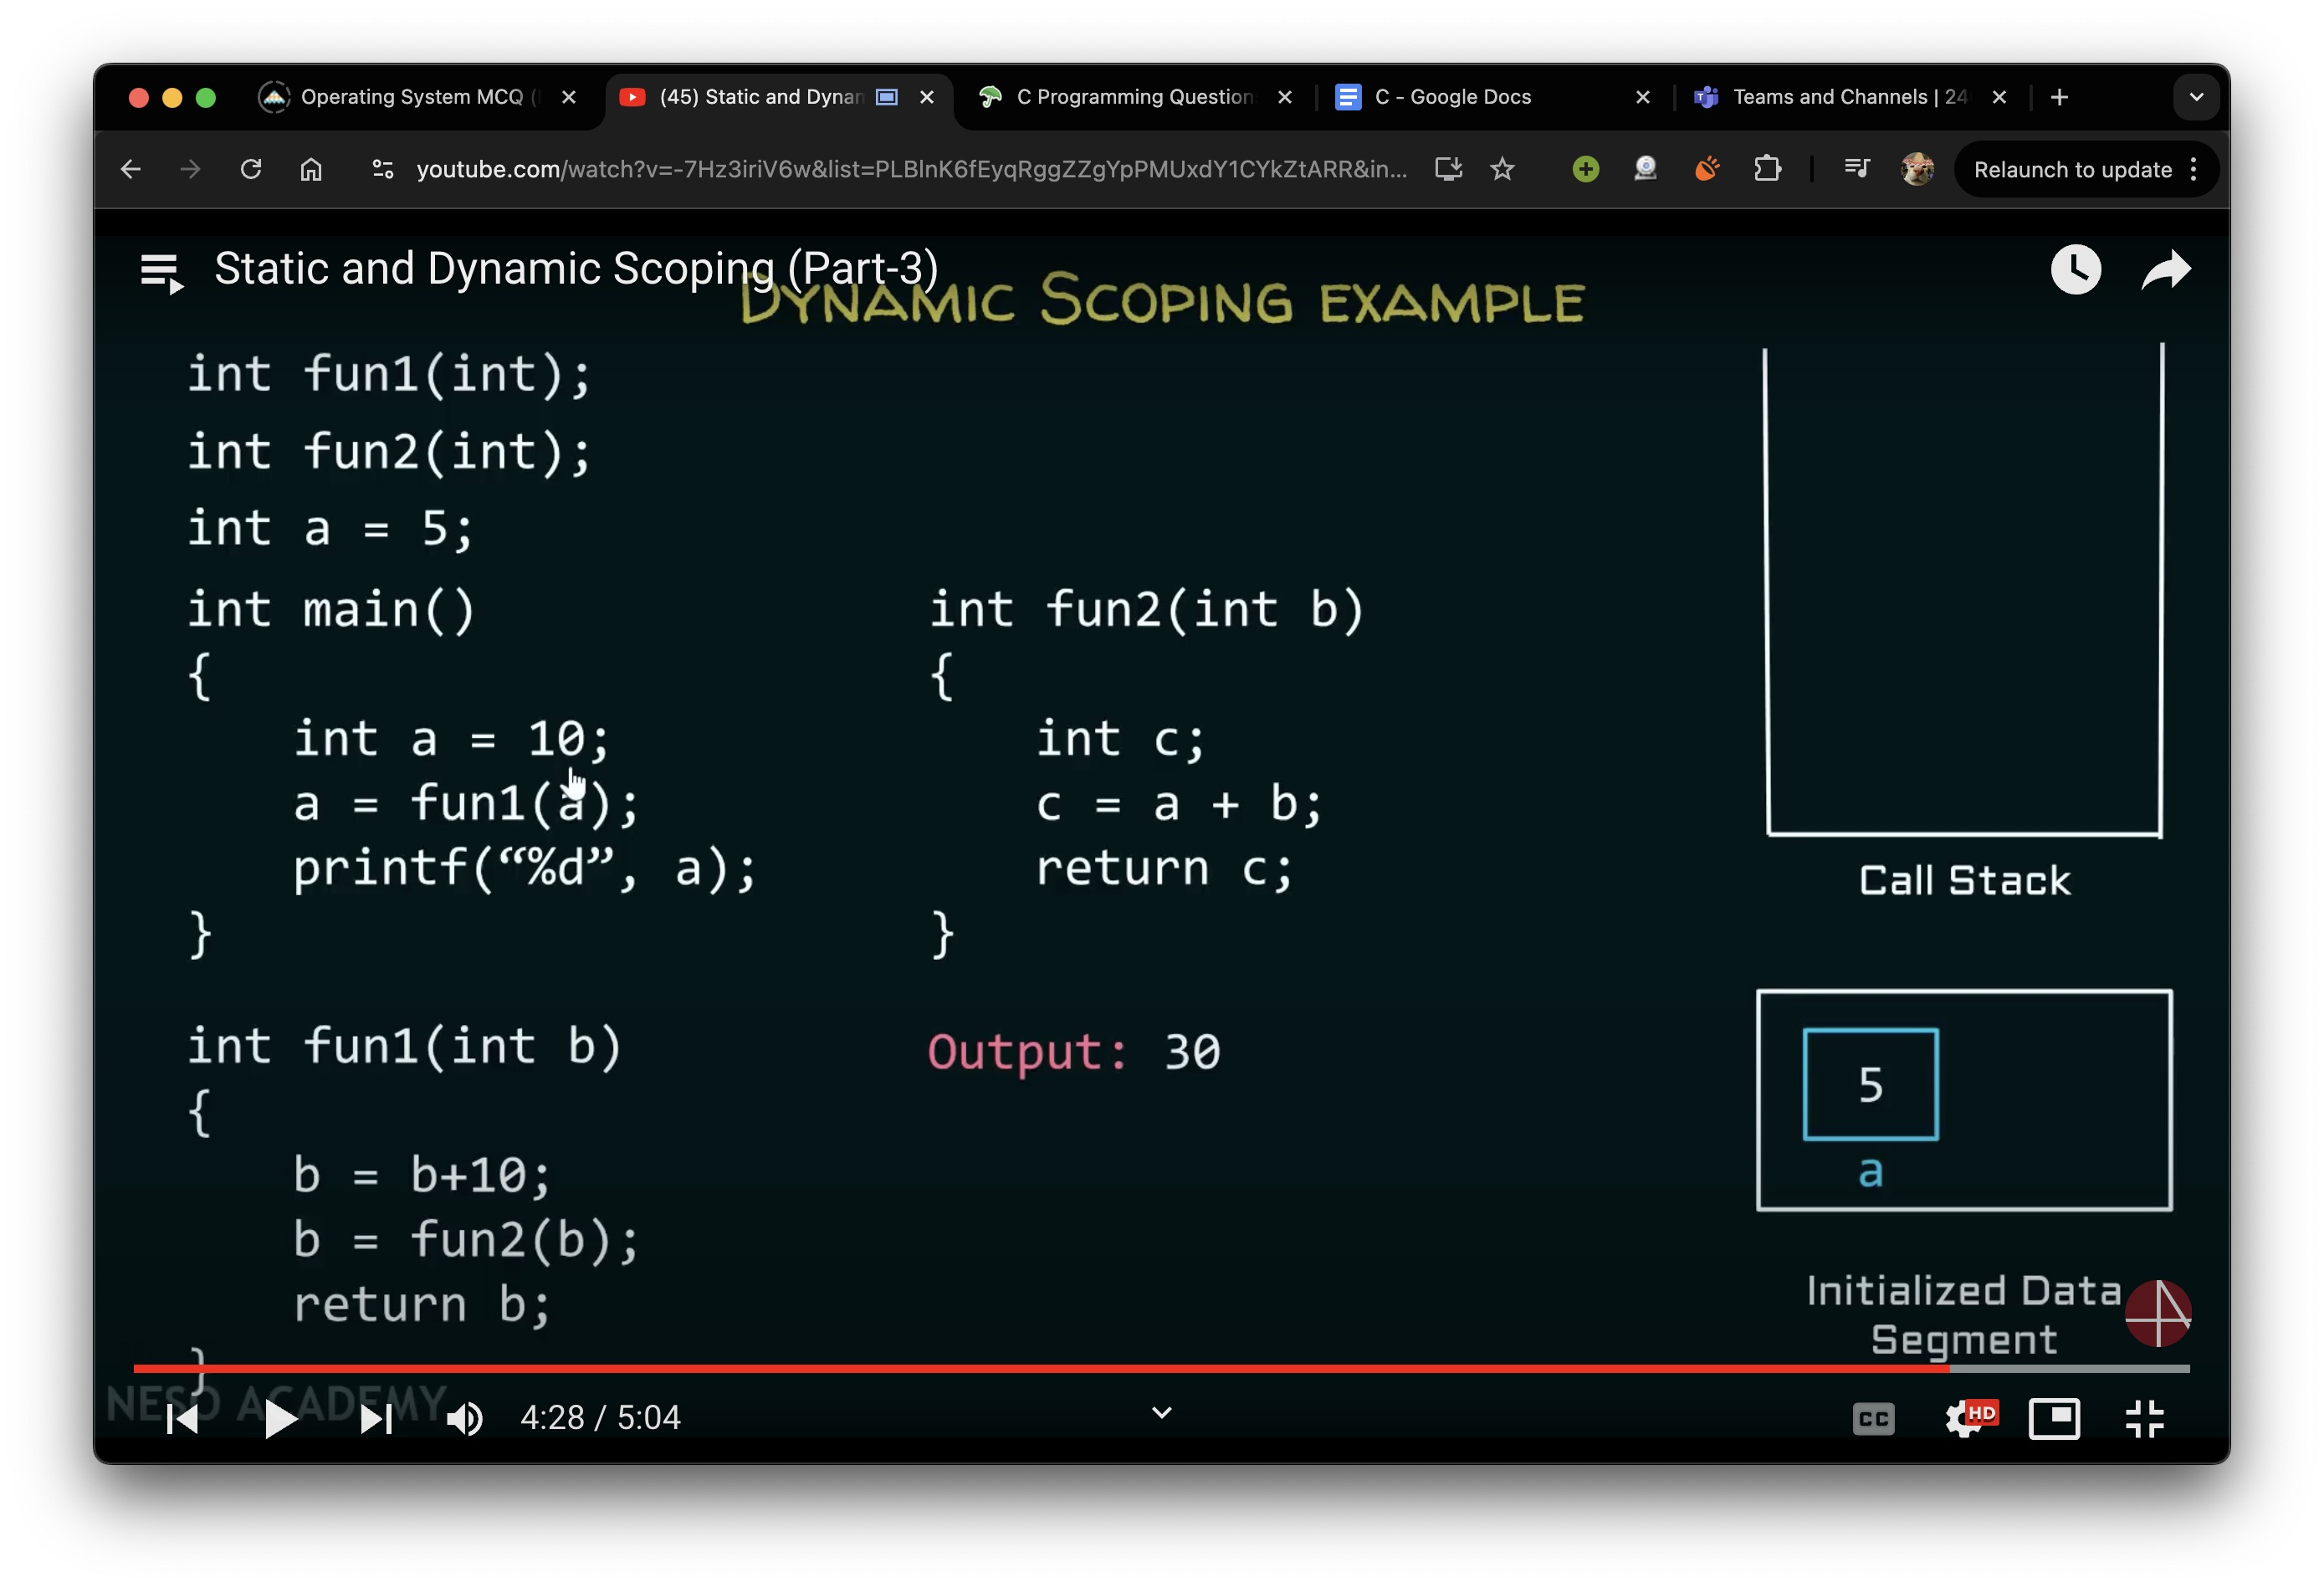 Operating System MCQ (
(45) Static and Dynan
C Programming Question
C - Google Docs
Teams and Channels | 24
youtube.com/watch?v=-7Hz3iriV6w&list=PLBlnK6fEyqRggZZgYpPMUxdY1CYkZtARR&in...
Relaunch to update
Static and Dynamic Scoping (Part-3)
DYNAMIC SCOPING EXAMPLE
int fun1(int);
int fun2(int);
int a = 5;
int main()
{
int a = 10;
a = fun1(a);
printf(“%d”, a);
}
int fun2(int b)
{
int c;
c = a + b;
return c;
}
int fun1(int b)
{
b = b+10;
b = fun2(b);
return b;
}
Output: 30
Call Stack
5
a
Initialized Data
Segment
NESO ACADEMY
4:28 / 5:04
CC
HD